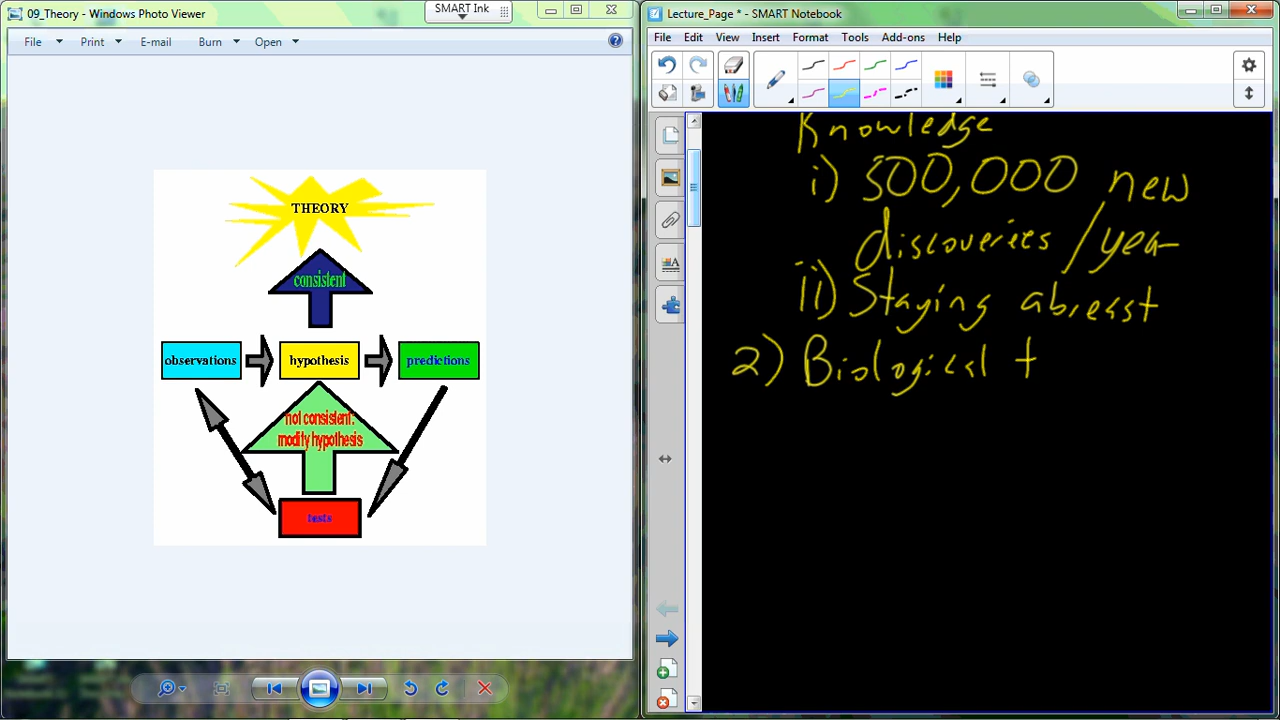 09_Theory - Windows Photo Viewer
SMART Ink
File Print E-mail Burn Open
THEORY
consistent
observations hypothesis predictions
not consistent:
modify hypothesis
tests
Lecture_Page * - SMART Notebook
File Edit View Insert Format Tools Add-ons Help
Knowledge
i) 500,000 new
discoveries / year
ii) Staying abreast
2) Biological t